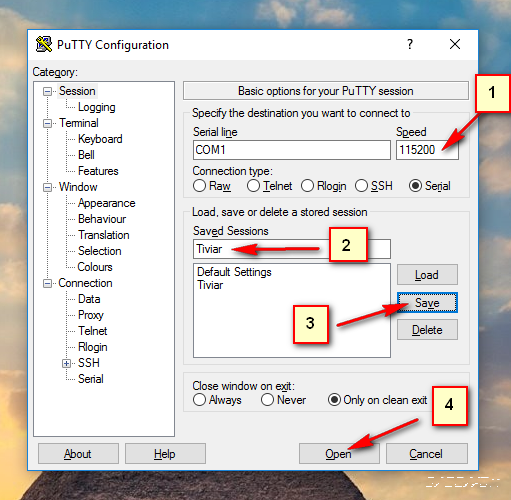 PuTTY Configuration
?
Category:
Session
Logging
Terminal
Keyboard
Bell
Features
Window
Appearance
Behaviour
Translation
Selection
Colours
Connection
Data
Proxy
Telnet
Rlogin
SSH
Serial
Basic options for your PuTTY session
Specify the destination you want to connect to
Serial line Speed
COM1 115200
Connection type:
Raw Telnet Rlogin SSH Serial
Load, save or delete a stored session
Saved Sessions
Tiviar
Default Settings
Tiviar
Load
Save
Delete
Close window on exit:
Always Never Only on clean exit
About Help Open Cancel
1
2
3
4